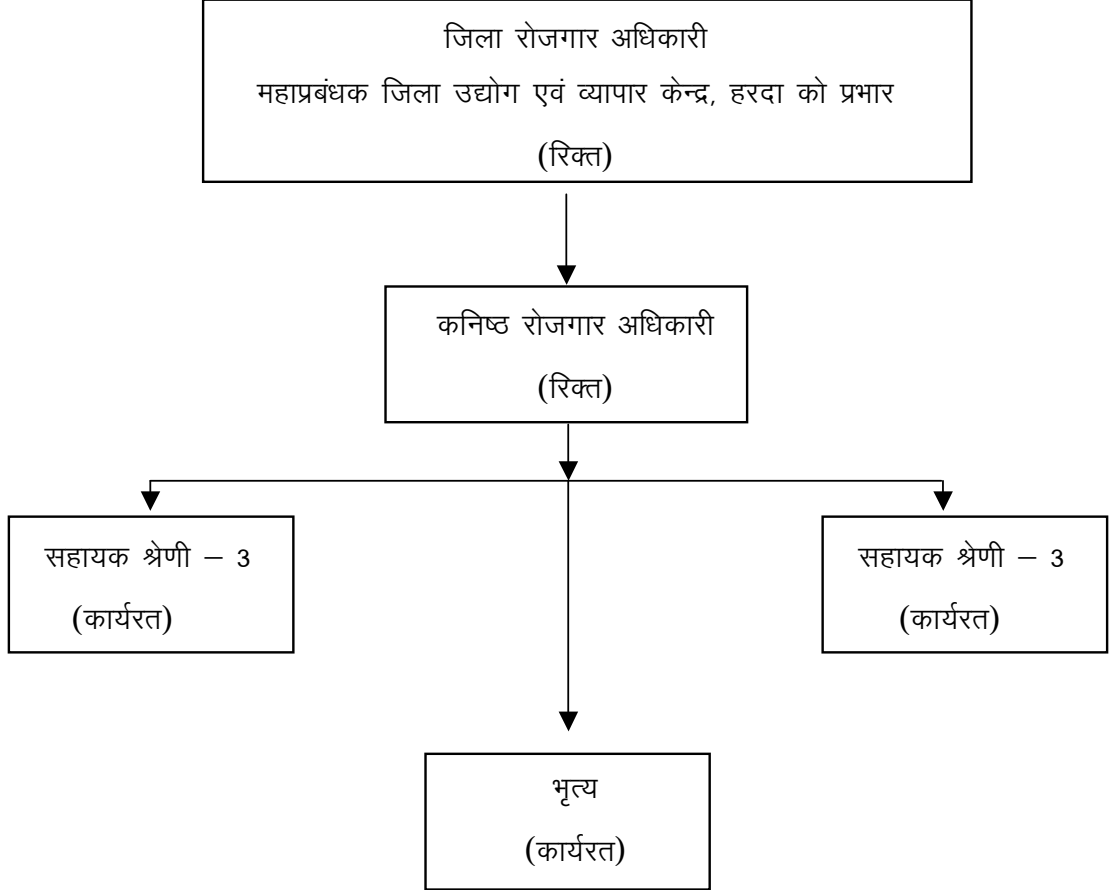 जिला रोजगार अधिकारी
महाप्रबंधक जिला उद्योग एवं व्यापार केन्द्र, हरदा को प्रभार
(रिक्त)
कनिष्ठ रोजगार अधिकारी
(रिक्त)
सहायक श्रेणी – 3
(कार्यरत)
सहायक श्रेणी – 3
(कार्यरत)
भृत्य
(कार्यरत)